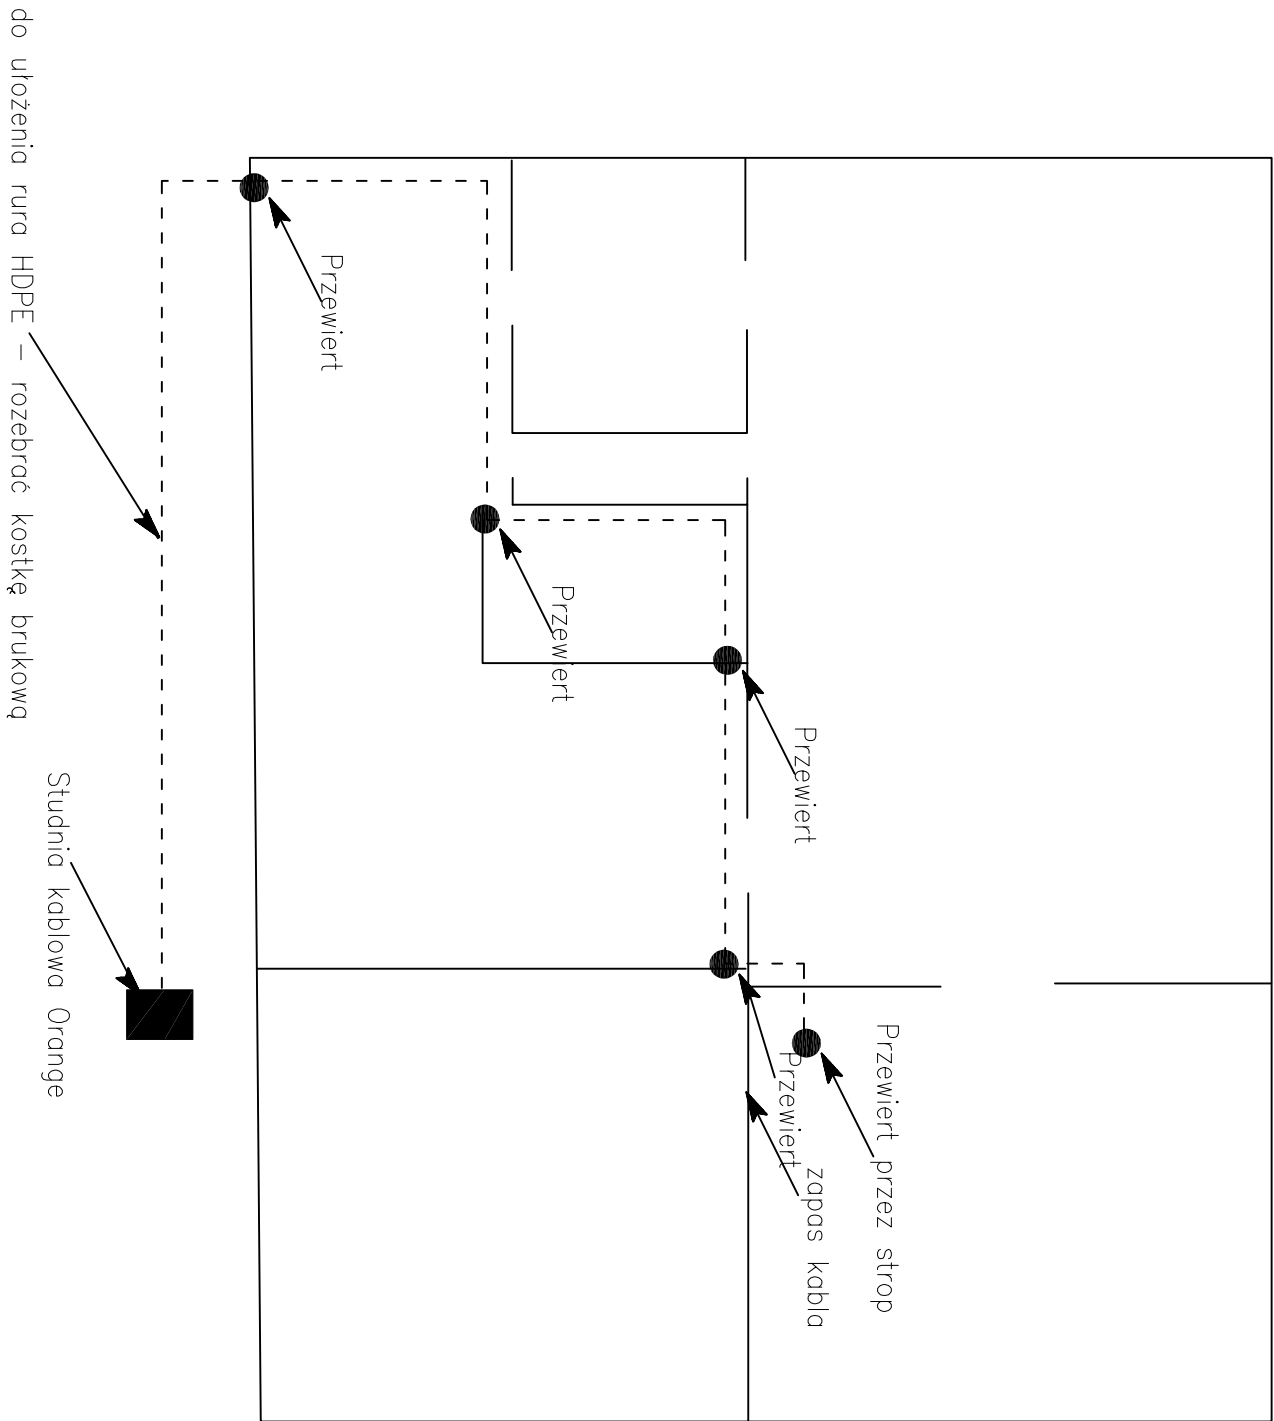 do ułożenia rura HDPE – rozebrać kostkę brukową
Studnia kablowa Orange
Przewiert
Przewiert
Przewiert
Przewiert
zapas kabla
Przewiert przez strop